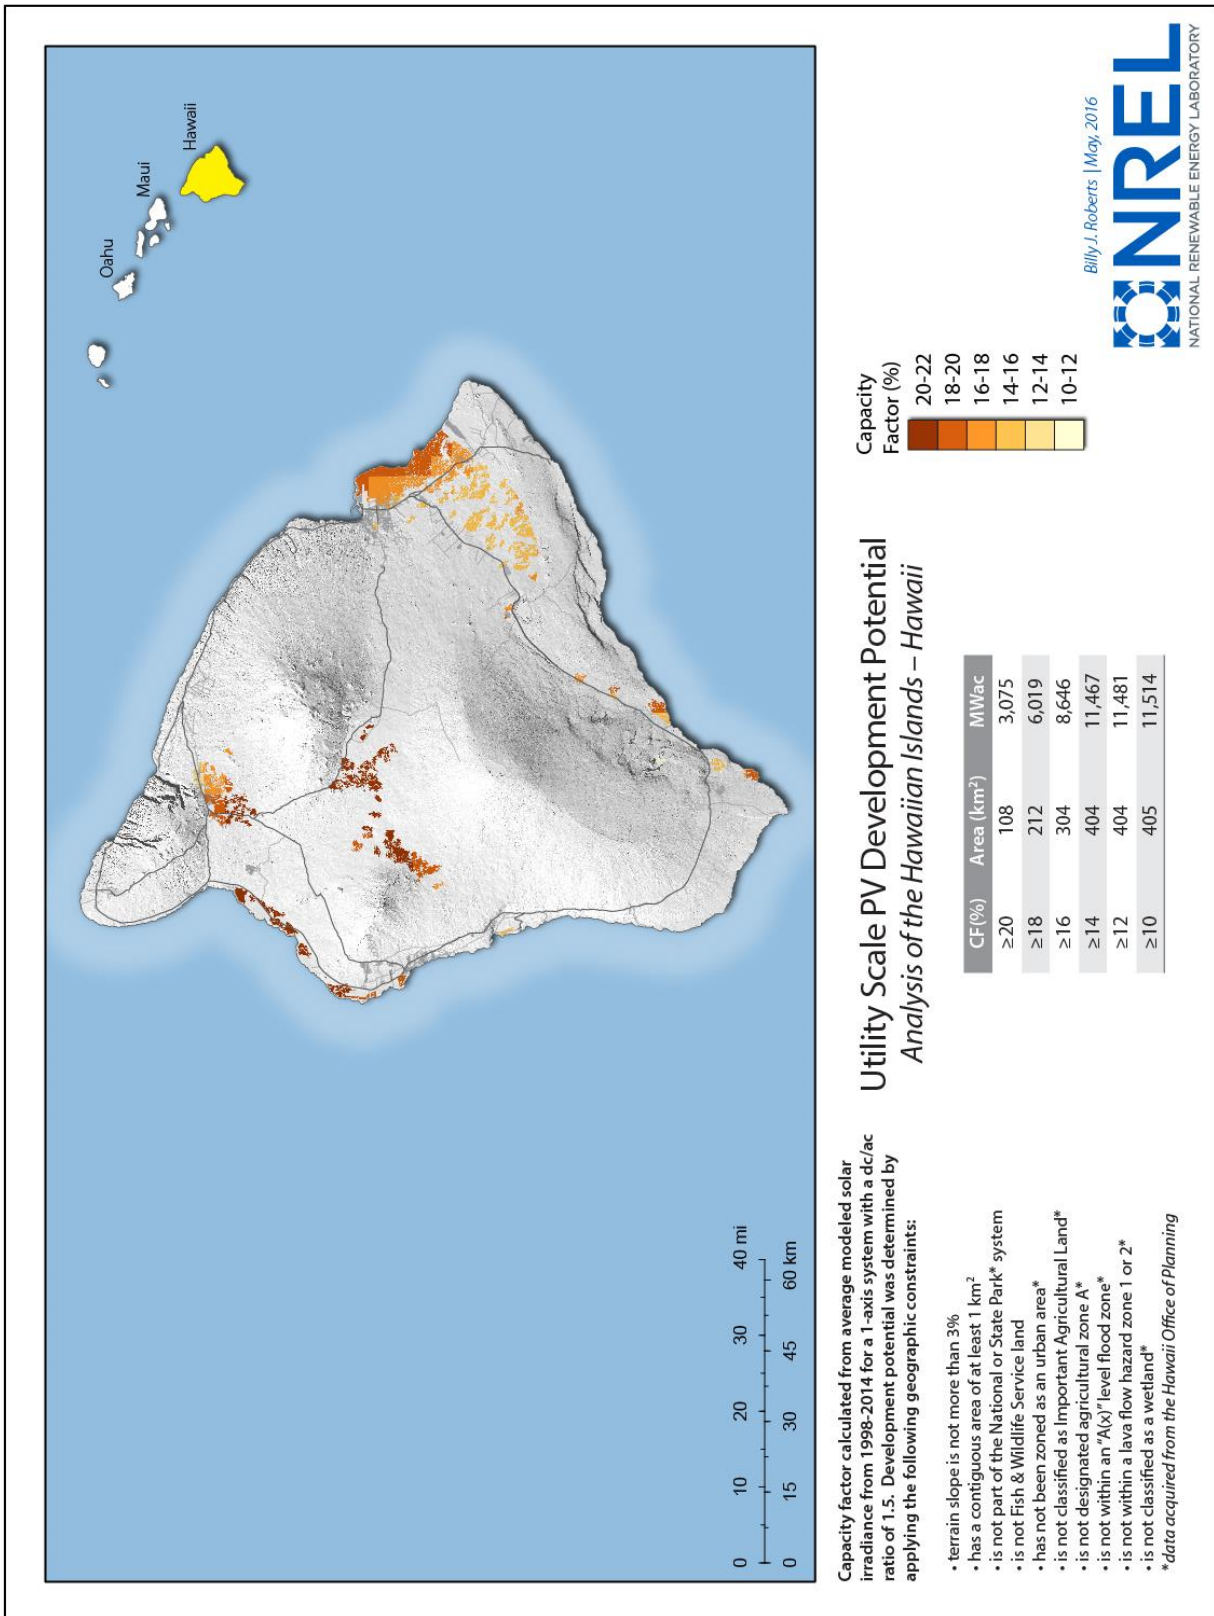 Oahu
Maui
Hawaii
0 10 20 30 40 mi
0 15 30 45 60 km
Capacity factor calculated from average modeled solar
irradiance from 1998-2014 for a 1-axis system with a dc/ac
ratio of 1.5. Development potential was determined by
applying the following geographic constraints:
• terrain slope is not more than 3%
• has a contiguous area of at least 1 km²
• is not part of the National or State Park* system
• is not Fish & Wildlife Service land
• has not been zoned as an urban area*
• is not classified as Important Agricultural Land*
• is not designated agricultural zone A*
• is not within an "A(x)" level flood zone*
• is not within a lava flow hazard zone 1 or 2*
• is not classified as a wetland*
*data acquired from the Hawaii Office of Planning
Utility Scale PV Development Potential
Analysis of the Hawaiian Islands – Hawaii
CF(%) Area (km²) MWac
≥20 108 3,075
≥18 212 6,019
≥16 304 8,646
≥14 404 11,467
≥12 404 11,481
≥10 405 11,514
Capacity
Factor (%)
20-22
18-20
16-18
14-16
12-14
10-12
Billy J. Roberts | May, 2016
NREL
NATIONAL RENEWABLE ENERGY LABORATORY